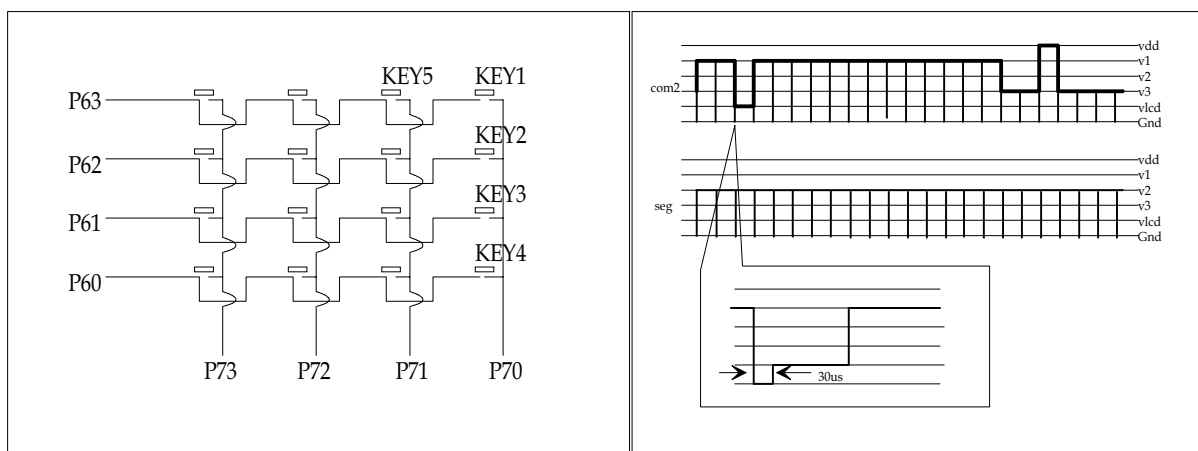 KEY5 KEY1
P63
KEY2
P62
KEY3
P61
KEY4
P60
P73 P72 P71 P70
vdd
v1
v2
com2
v3
vlcd
Gnd
vdd
v1
v2
seg
v3
vlcd
Gnd
30us